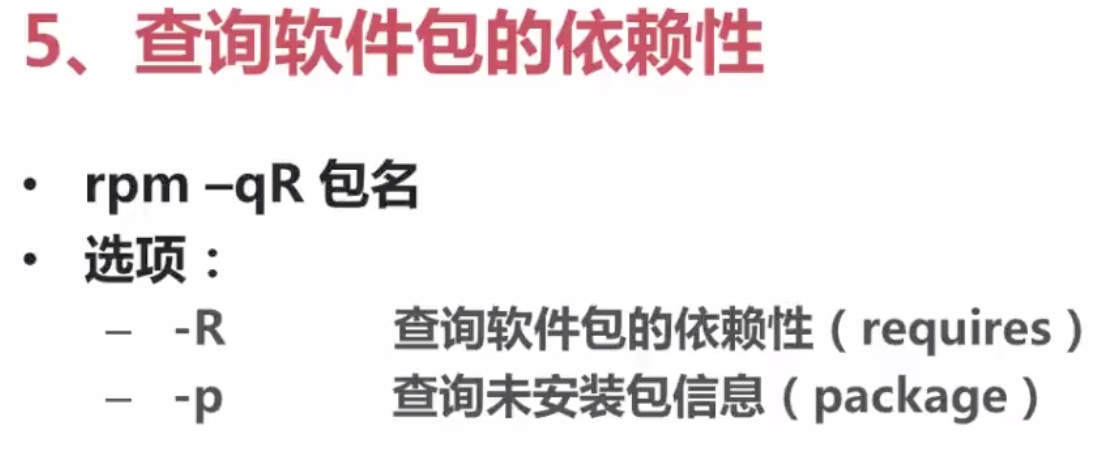 5、查询软件包的依赖性
• rpm –qR 包名
• 选项：
– -R 查询软件包的依赖性（requires）
– -p 查询未安装包信息（package）